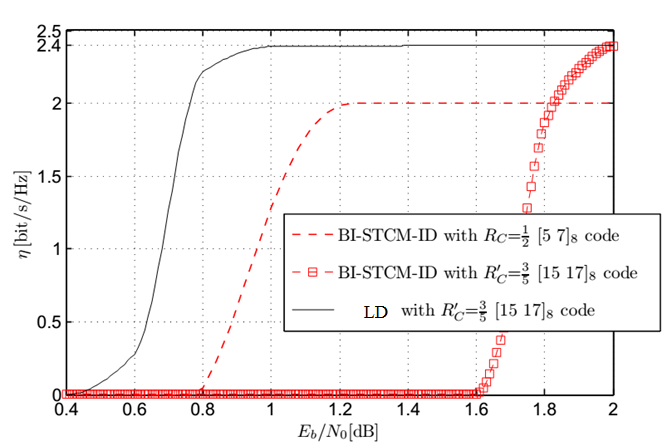 2.5
2.4
2
1.5
1
0.5
0
η [bit/s/Hz]
BI-STCM-ID with R_C=1/2 [5 7]_8 code
BI-STCM-ID with R'_C=3/5 [15 17]_8 code
LD with R'_C=3/5 [15 17]_8 code
0.4 0.6 0.8 1 1.2 1.4 1.6 1.8 2
E_b/N_0[dB]